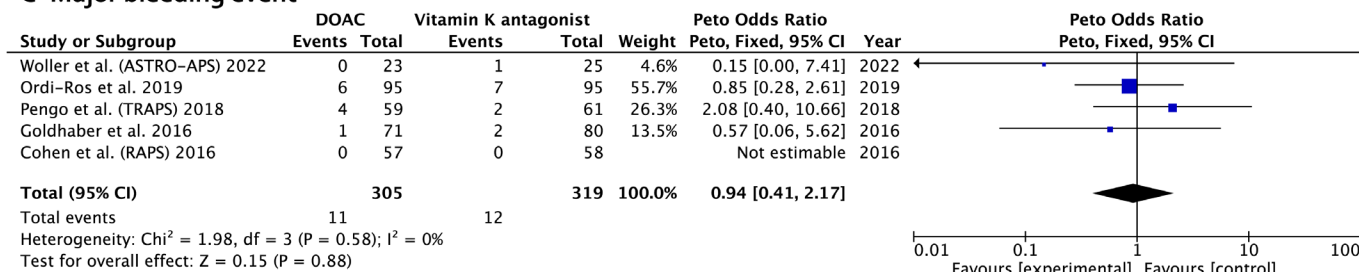 C Major bleeding event
DOAC Vitamin K antagonist Peto Odds Ratio Peto Odds Ratio
Study or Subgroup Events Total Events Total Weight Peto, Fixed, 95% CI Year Peto, Fixed, 95% CI
Woller et al. (ASTRO-APS) 2022 0 23 1 25 4.6% 0.15 [0.00, 7.41] 2022
Ordi-Ros et al. 2019 6 95 7 95 55.7% 0.85 [0.28, 2.61] 2019
Pengo et al. (TRAPS) 2018 4 59 2 61 26.3% 2.08 [0.40, 10.66] 2018
Goldhaber et al. 2016 1 71 2 80 13.5% 0.57 [0.06, 5.62] 2016
Cohen et al. (RAPS) 2016 0 57 0 58 Not estimable 2016
Total (95% CI) 305 319 100.0% 0.94 [0.41, 2.17]
Total events 11 12
Heterogeneity: Chi² = 1.98, df = 3 (P = 0.58); I² = 0%
Test for overall effect: Z = 0.15 (P = 0.88)
0.01 0.1 1 10 100
Favours [experimental] Favours [control]